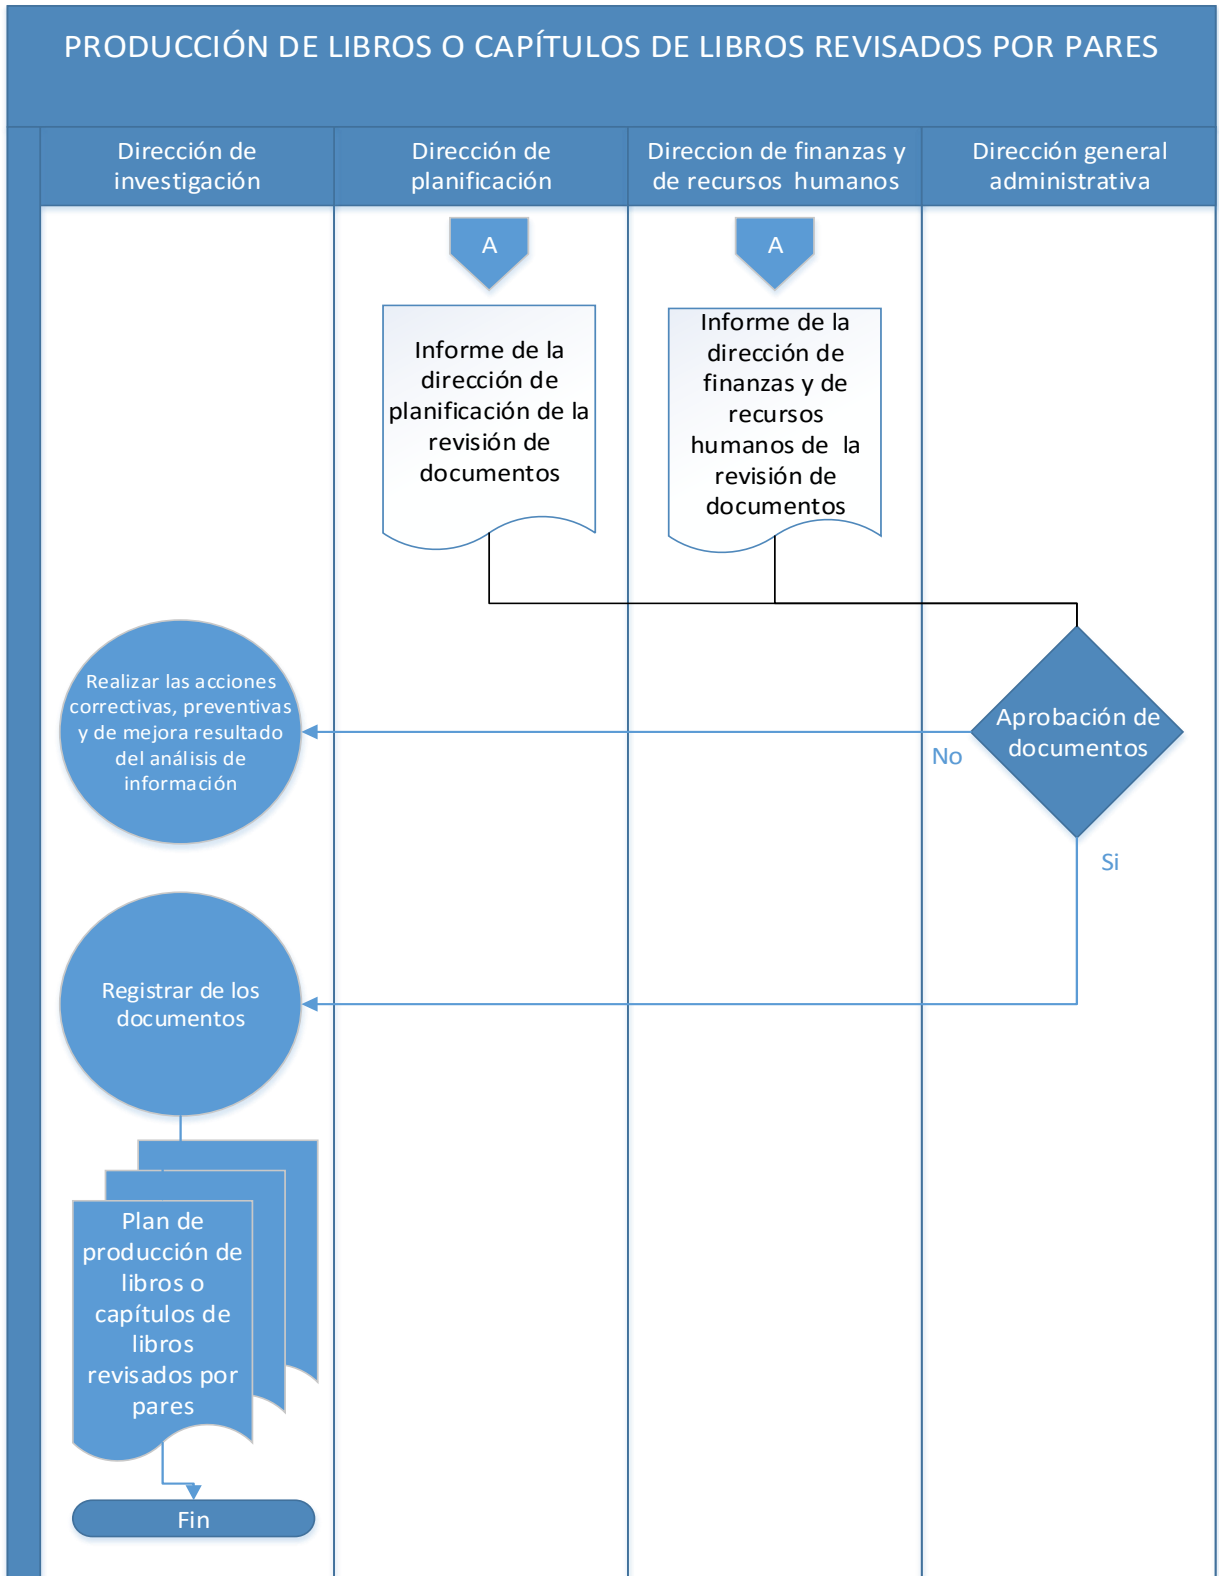 PRODUCCIÓN DE LIBROS O CAPÍTULOS DE LIBROS REVISADOS POR PARES
Dirección de
investigación
Dirección de
planificación
Direccion de finanzas y
de recursos humanos
Dirección general
administrativa
A
A
Informe de la
dirección de
planificación de la
revisión de
documentos
Informe de la
dirección de
finanzas y de
recursos
humanos de la
revisión de
documentos
Realizar las acciones
correctivas, preventivas
y de mejora resultado
del análisis de
información
Aprobación de
documentos
No
Si
Registrar de los
documentos
Plan de
producción de
libros o
capítulos de
libros
revisados por
pares
Fin